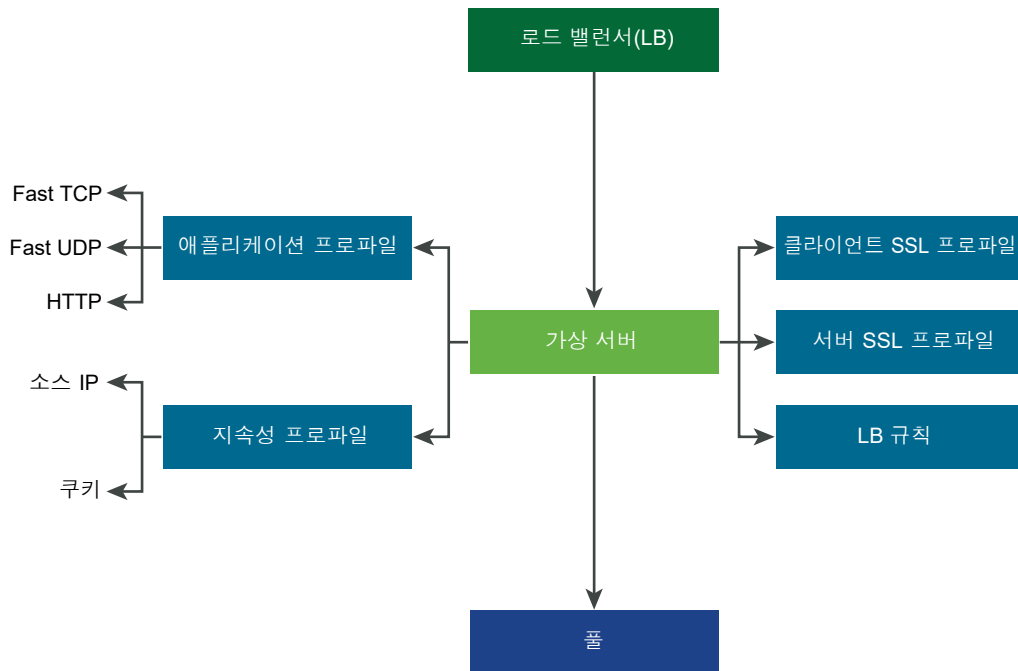 로드 밸런서(LB)
Fast TCP
Fast UDP
HTTP
애플리케이션 프로파일
클라이언트 SSL 프로파일
가상 서버
서버 SSL 프로파일
소스 IP
쿠키
지속성 프로파일
LB 규칙
풀